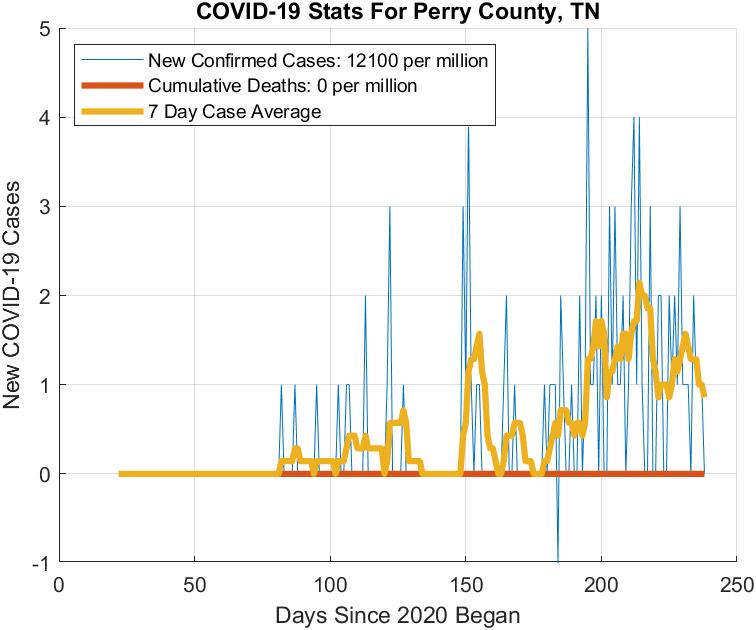 COVID-19 Stats For Perry County, TN
New Confirmed Cases: 12100 per million
Cumulative Deaths: 0 per million
7 Day Case Average
New COVID-19 Cases
5
4
3
2
1
0
-1
0 50 100 150 200 250
Days Since 2020 Began